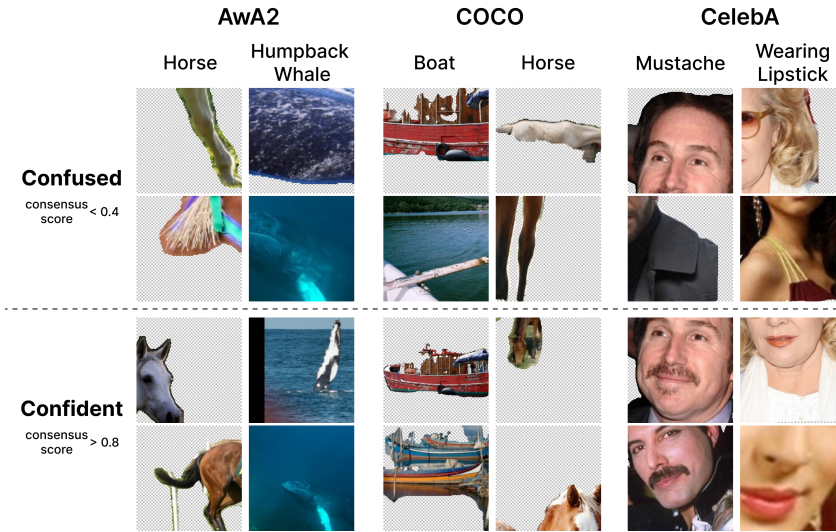 AwA2
COCO
CelebA
Horse
Humpback
Whale
Boat
Horse
Mustache
Wearing
Lipstick
Confused
consensus
score
< 0.4
Confident
consensus
score
> 0.8